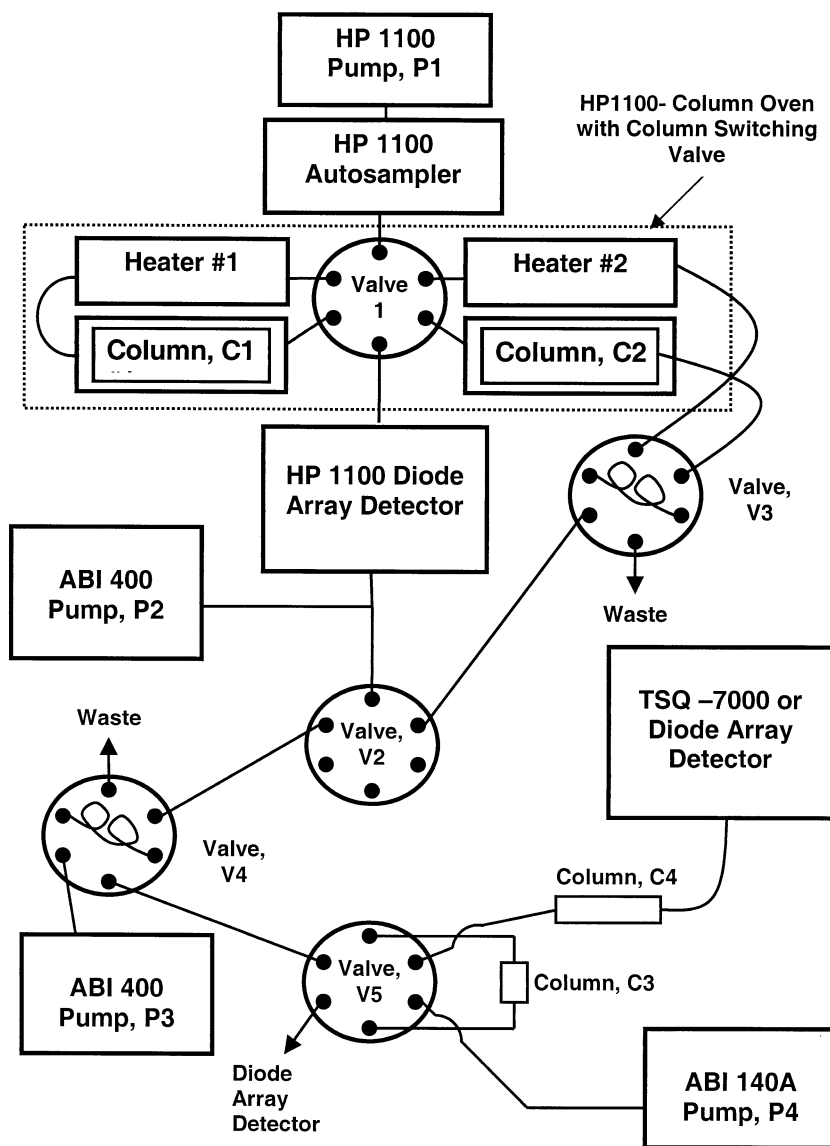 HP 1100
Pump, P1
HP1100- Column Oven
with Column Switching
Valve
HP 1100
Autosampler
Heater #1
Valve
1
Heater #2
Column, C1
Column, C2
HP 1100 Diode
Array Detector
Valve,
V3
ABI 400
Pump, P2
Waste
TSQ –7000 or
Diode Array
Detector
Waste
Valve,
V2
Valve,
V4
Column, C4
ABI 400
Pump, P3
Valve,
V5
Column, C3
Diode
Array
Detector
ABI 140A
Pump, P4